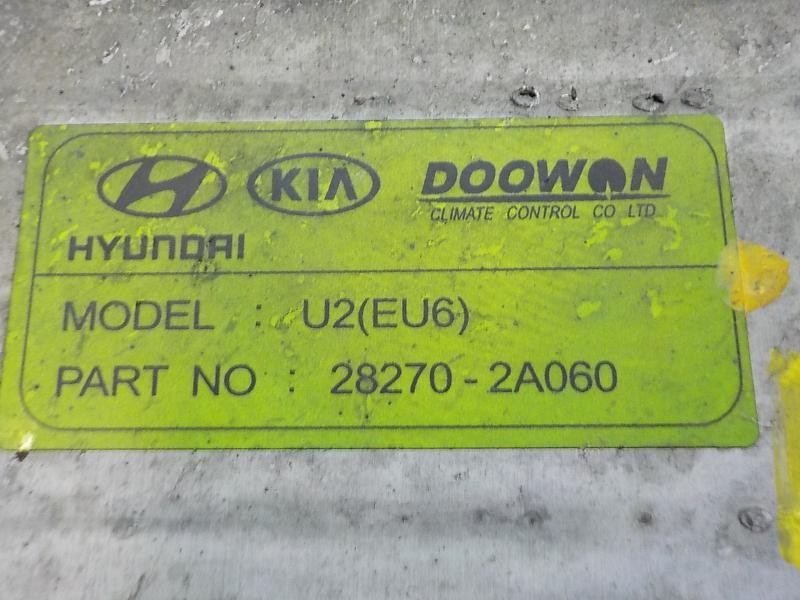 KIA DOOWON
CLIMATE CONTROL CO LTD
HYUNDAI
MODEL : U2(EU6)
PART NO : 28270-2A060